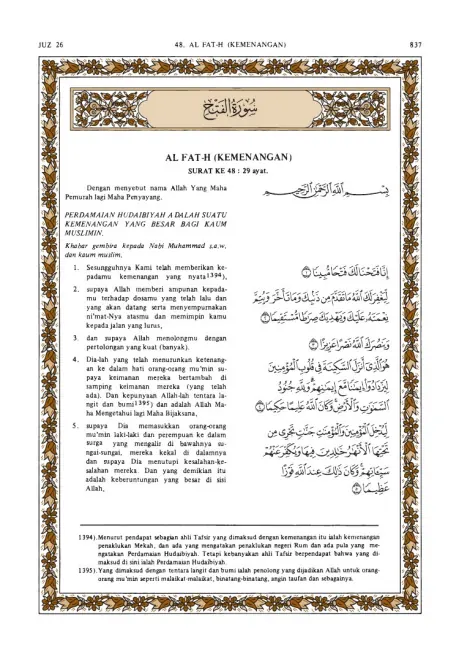 JUZ 26 48. AL FAT-H (KEMENANGAN) 837
سُورَةُ الْفَتْحِ
AL FAT-H (KEMENANGAN)
SURAT KE 48 : 29 ayat.
Dengan menyebut nama Allah Yang Maha
Pemurah lagi Maha Penyayang.
بِسْمِ اللَّهِ الرَّحْمَٰنِ الرَّحِيمِ
PERDAMAIAN HUDAIBIYAH ADALAH SUATU
KEMENANGAN YANG BESAR BAGI KAUM
MUSLIMIN.
Khabar gembira kepada Nabi Muhammad s.a.w,
dan kaum muslim,
1. Sesungguhnya Kami telah memberikan ke-
padamu kemenangan yang nyata1394),
إِنَّا فَتَحْنَا لَكَ فَتْحًا مُبِينًا ١
2. supaya Allah memberi ampunan kepada-
mu terhadap dosamu yang telah lalu dan
yang akan datang serta menyempurnakan
ni'mat-Nya atasmu dan memimpin kamu
kepada jalan yang lurus,
لِيَغْفِرَ لَكَ اللَّهُ مَا تَقَدَّمَ مِنْ ذَنْبِكَ وَمَا تَأَخَّرَ وَيُتِمَّ
نِعْمَتَهُ عَلَيْكَ وَيَهْدِيَكَ صِرَاطًا مُسْتَقِيمًا ٢
3. dan supaya Allah menolongmu dengan
pertolongan yang kuat (banyak).
وَيَنْصُرَكَ اللَّهُ نَصْرًا عَزِيزًا ٣
4. Dia-lah yang telah menurunkan ketenang-
an ke dalam hati orang-orang mu'min su-
paya keimanan mereka bertambah di
samping keimanan mereka (yang telah
ada). Dan kepunyaan Allah-lah tentara la-
ngit dan bumi1395) dan adalah Allah Ma-
ha Mengetahui lagi Maha Bijaksana,
هُوَ الَّذِي أَنْزَلَ السَّكِينَةَ فِي قُلُوبِ الْمُؤْمِنِينَ
لِيَزْدَادُوا إِيمَانًا مَعَ إِيمَانِهِمْ وَلِلَّهِ جُنُودُ
السَّمَوَاتِ وَالْأَرْضِ وَكَانَ اللَّهُ عَلِيمًا حَكِيمًا ٤
5. supaya Dia memasukkan orang-orang
mu'min laki-laki dan perempuan ke dalam
surga yang mengalir di bawahnya su-
ngai-sungai, mereka kekal di dalamnya
dan supaya Dia menutupi kesalahan-ke-
salahan mereka. Dan yang demikian itu
adalah keberuntungan yang besar di sisi
Allah,
لِيُدْخِلَ الْمُؤْمِنِينَ وَالْمُؤْمِنَاتِ جَنَّاتٍ تَجْرِي مِنْ
تَحْتِهَا الْأَنْهَارُ خَالِدِينَ فِيهَا وَيُكَفِّرَ عَنْهُمْ
سَيِّئَاتِهِمْ وَكَانَ ذَلِكَ عِنْدَ اللَّهِ فَوْزًا
عَظِيمًا ٥
1394).Menurut pendapat sebagian ahli Tafsir yang dimaksud dengan kemenangan itu ialah kemenangan
penaklukan Mekah, dan ada yang mengatakan penaklukan negeri Rum dan ada pula yang me-
ngatakan Perdamaian Hudaibiyah. Tetapi kebanyakan ahli Tafsir berpendapat bahwa yang di-
maksud di sini ialah Perdamaian Hudaibiyah.
1395).Yang dimaksud dengan tentara langit dan bumi ialah penolong yang dijadikan Allah untuk orang-
orang mu'min seperti malaikat-malaikat, binatang-binatang, angin taufan dan sebagainya.